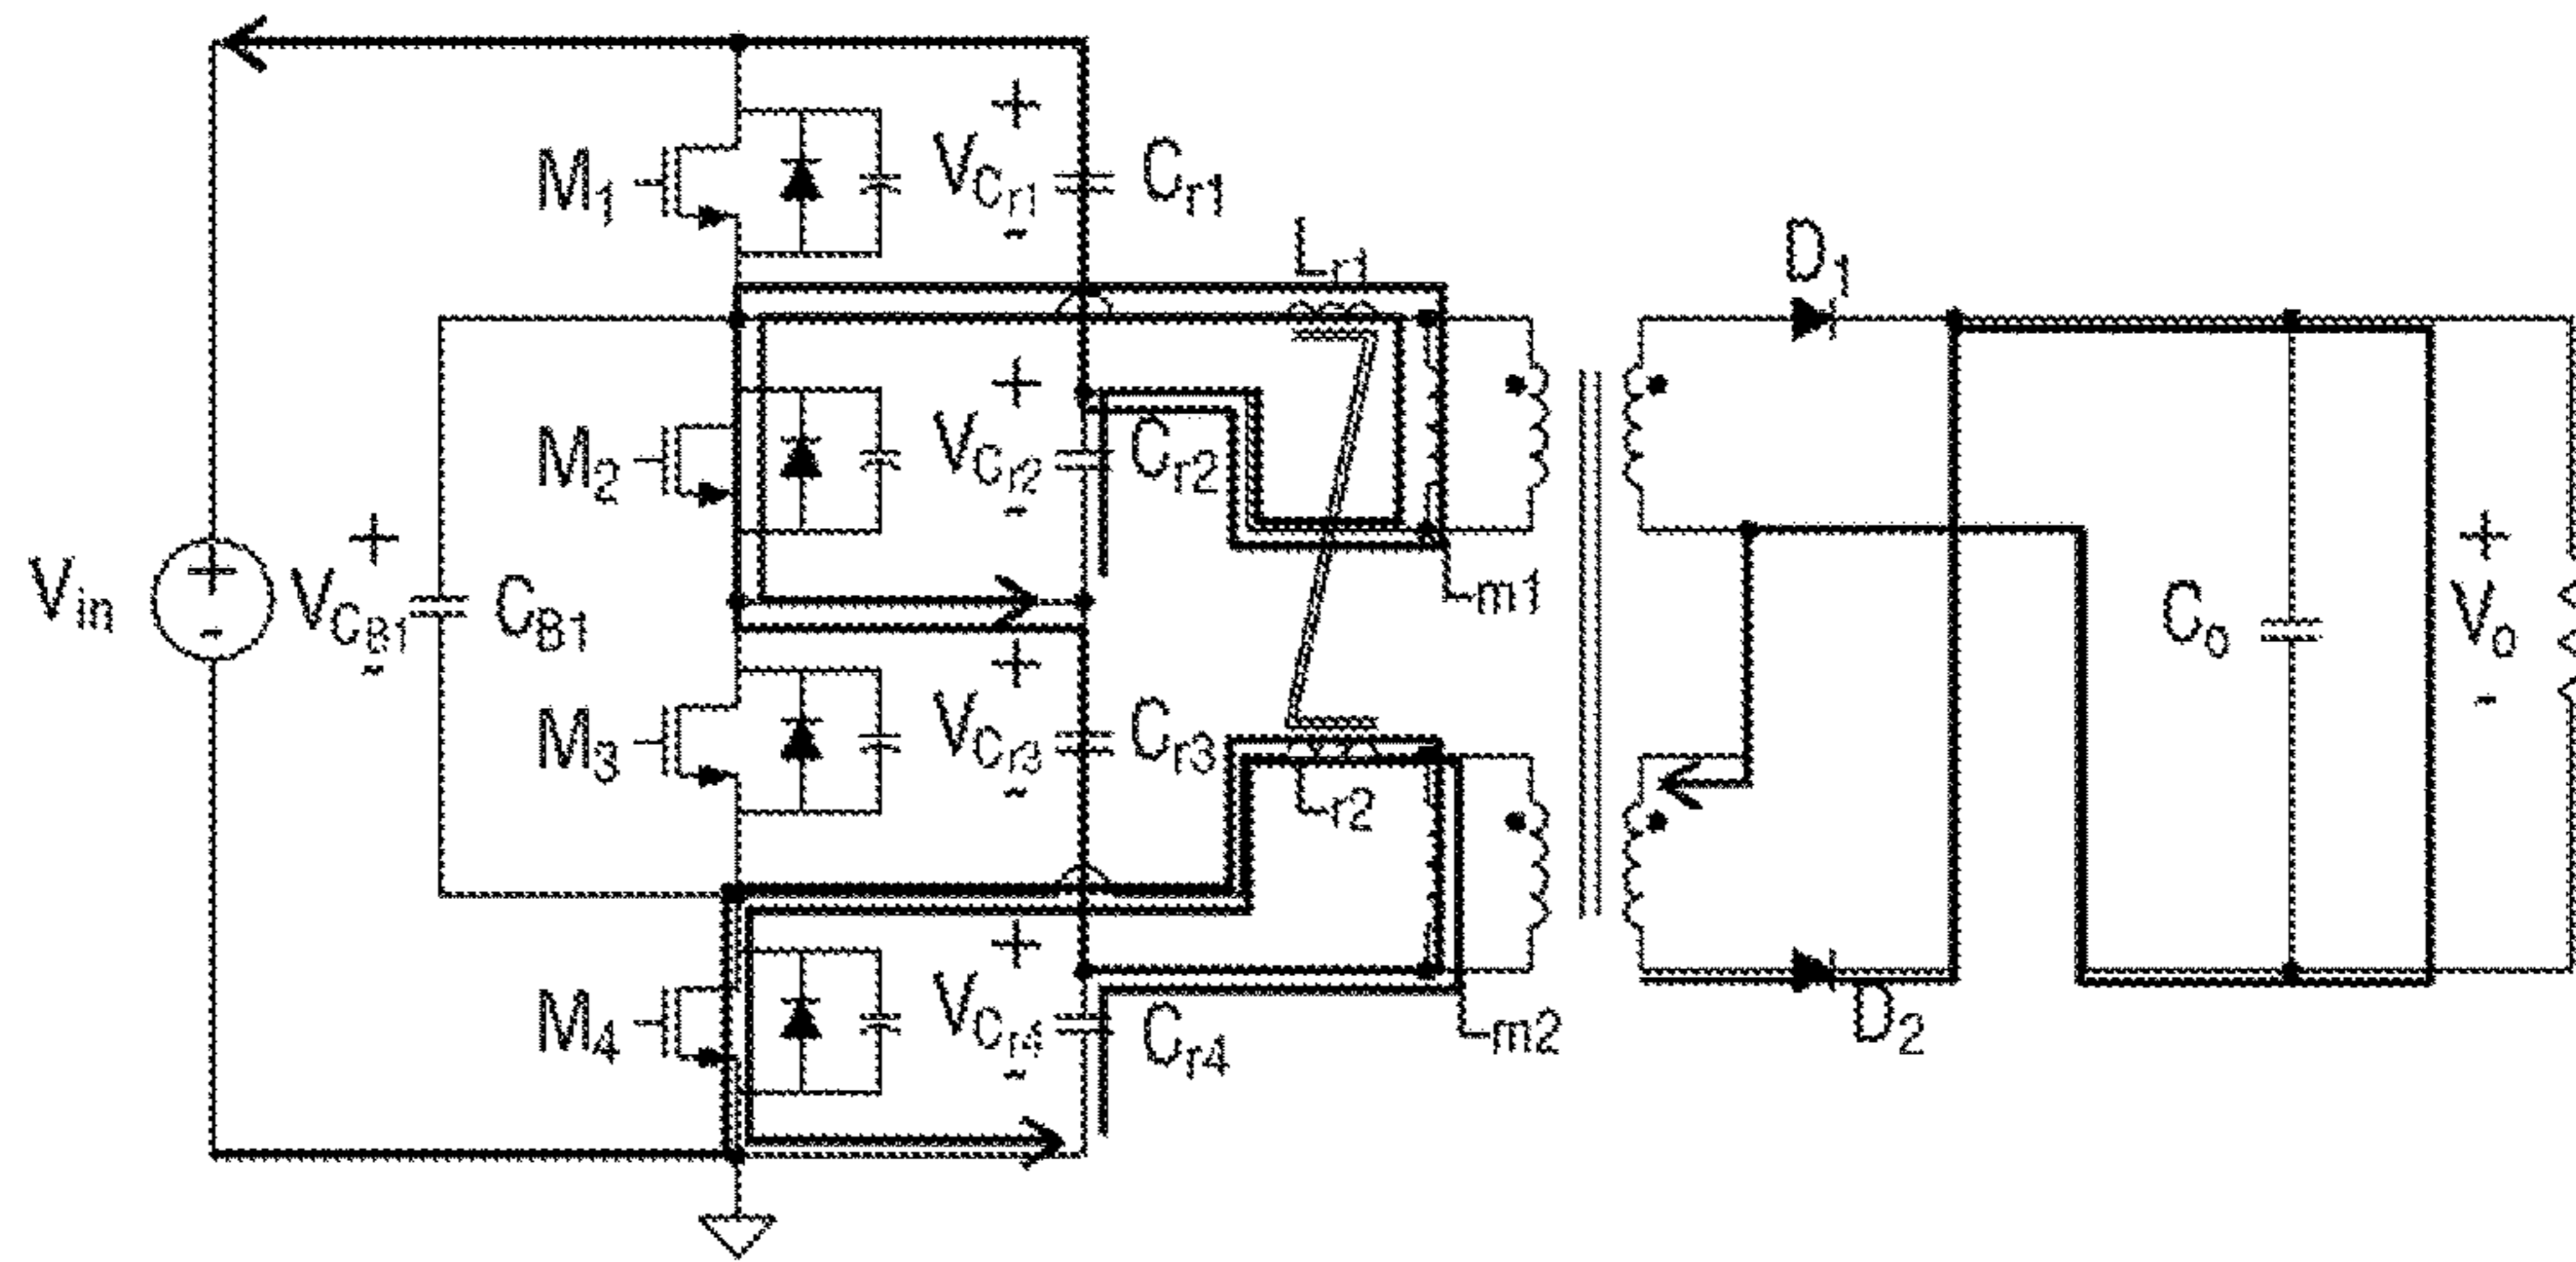 +
M1
VCr1
Cr1
-
Lr1
D1
+
M2
VCr2
Cr2
-
Vin
+
-
+
VCB1
-
CB1
Lm1
Co
+
Vo
-
+
M3
VCr3
Cr3
-
Lr2
+
M4
VCr4
Cr4
-
Lm2
D2